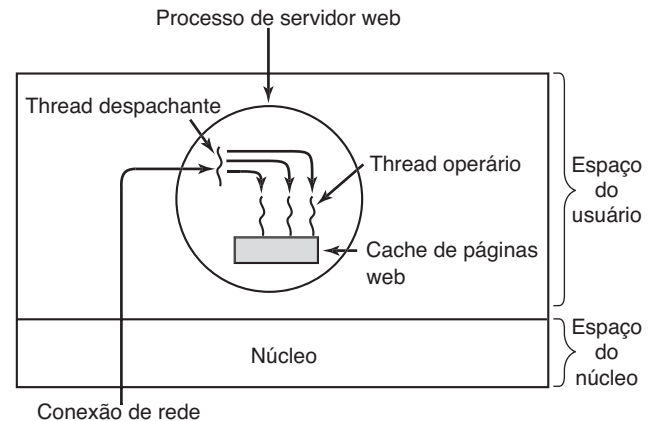 Processo de servidor web
Thread despachante
Thread operário
Cache de páginas
web
Espaço
do
usuário
Núcleo
Espaço
do
núcleo
Conexão de rede